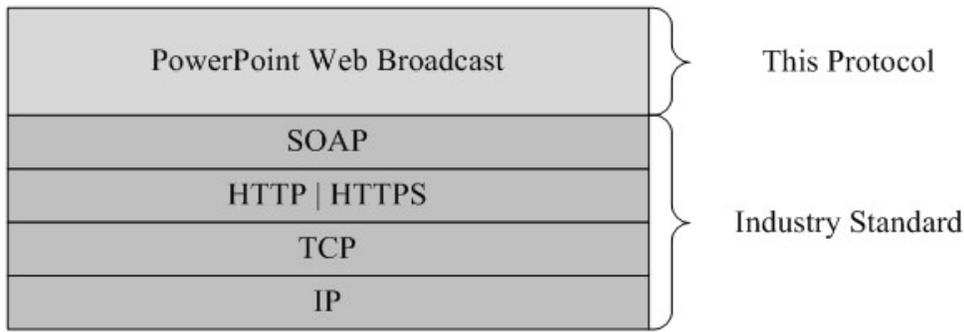 PowerPoint Web Broadcast
This Protocol
SOAP
HTTP | HTTPS
TCP
IP
Industry Standard